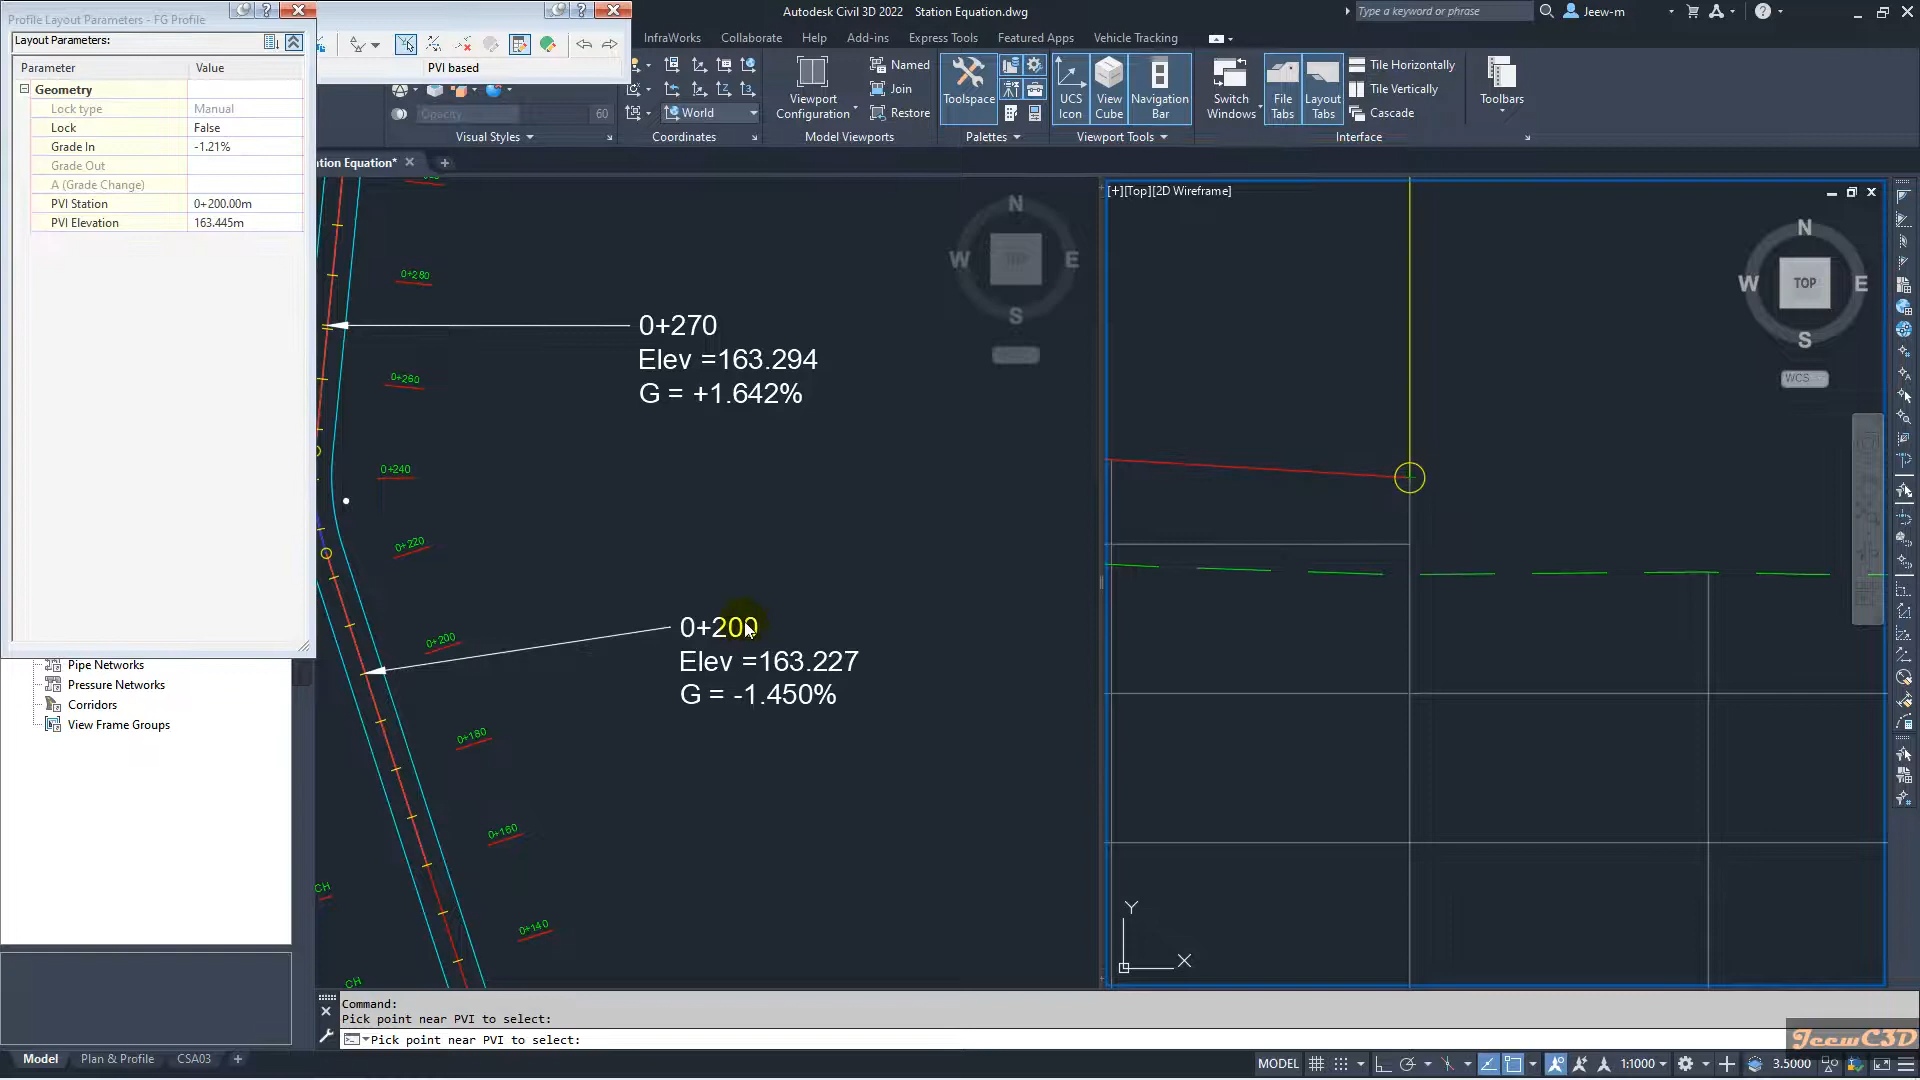 Profile Layout Parameters - FG Profile
Autodesk Civil 3D 2022 Station Equation.dwg
Type a keyword or phrase
Jeew-m
Layout Parameters:
InfraWorks Collaborate Help Add-ins Express Tools Featured Apps Vehicle Tracking
Parameter Value
PVI based
Geometry
Lock type Manual
Lock False
Grade In -1.21%
Grade Out
A (Grade Change)
PVI Station 0+200.00m
PVI Elevation 163.445m
Opacity 60
Visual Styles
World
Coordinates
Viewport
Configuration
Named
Join
Restore
Model Viewports
Toolspace
Palettes
UCS
Icon
View
Cube
Navigation
Bar
Viewport Tools
Switch
Windows
File
Tabs
Layout
Tabs
Tile Horizontally
Tile Vertically
Cascade
Interface
Toolbars
tation Equation*
[+][Top][2D Wireframe]
N
W E
S
N
W TOP E
S
WCS
0+280
0+270
Elev =163.294
G = +1.642%
0+260
0+240
0+220
0+200
0+200
Elev =163.227
G = -1.450%
0+180
0+160
0+140
CH
CH
Y
X
Pipe Networks
Pressure Networks
Corridors
View Frame Groups
Command:
Pick point near PVI to select:
Pick point near PVI to select:
Model Plan & Profile CSA03
MODEL 1:1000 3.5000
JeewC3D